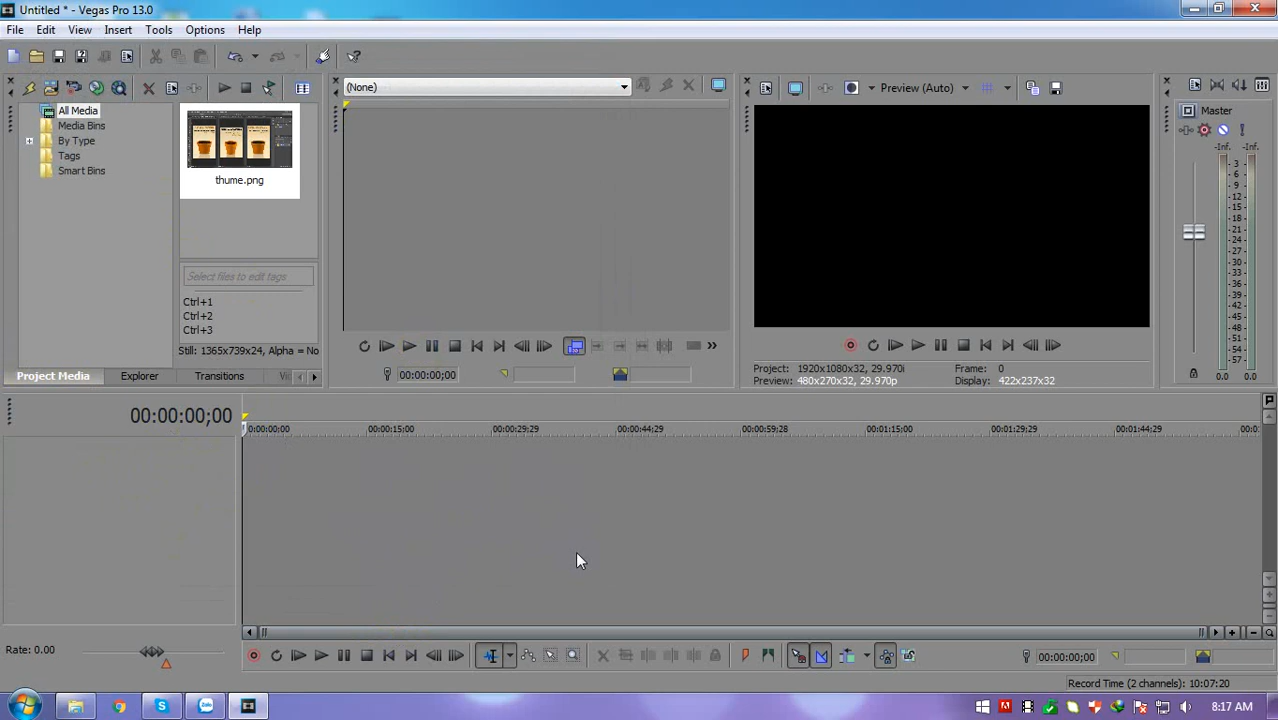 Untitled * - Vegas Pro 13.0
File Edit View Insert Tools Options Help
(None)
Preview (Auto)
Master
All Media
Media Bins
By Type
Tags
Smart Bins
thume.png
Select files to edit tags
Ctrl+1
Ctrl+2
Ctrl+3
Still: 1365x739x24, Alpha = No
Project Media Explorer Transitions Vi
00:00:00;00
Project: 1920x1080x32, 29.970i
Preview: 480x270x32, 29.970p
Frame: 0
Display: 422x237x32
-Inf. -Inf.
3
6
9
12
15
18
21
24
27
30
33
36
39
42
45
48
51
54
57
0.0 0.0
00:00:00;00
0:00:00;00 00:00:15;00 00:00:29;29 00:00:44;29 00:00:59;28 00:01:15;00 00:01:29;29 00:01:44;29 00:0
Rate: 0.00
00:00:00;00
Record Time (2 channels): 10:07:20
8:17 AM